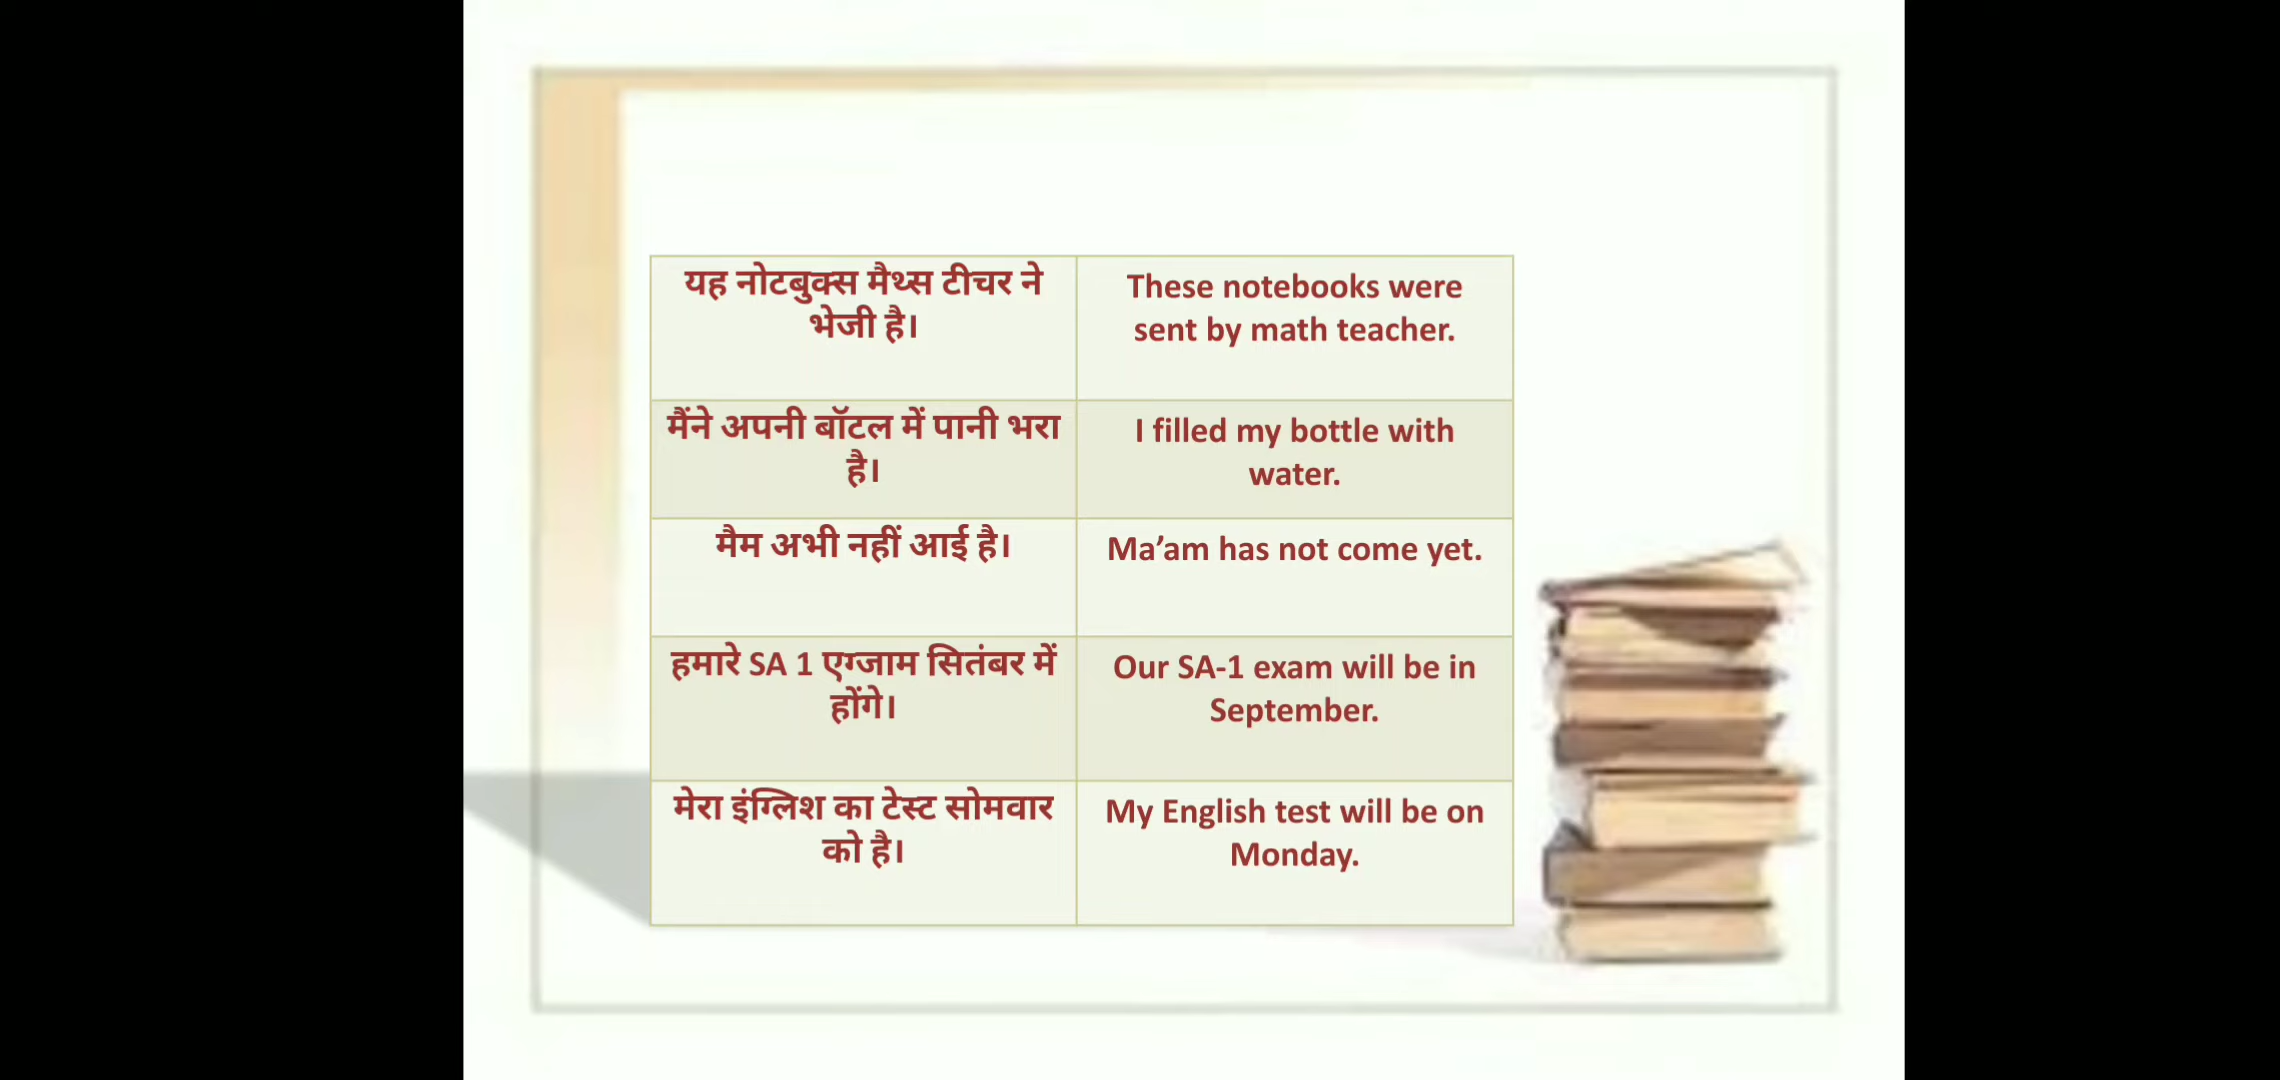 यह नोटबुक्स मैथ्स टीचर ने
भेजी है।
These notebooks were
sent by math teacher.
मैंने अपनी बॉटल में पानी भरा
है।
I filled my bottle with
water.
मैम अभी नहीं आई है।
Ma’am has not come yet.
हमारे SA 1 एग्जाम सितंबर में
होंगे।
Our SA-1 exam will be in
September.
मेरा इंग्लिश का टेस्ट सोमवार
को है।
My English test will be on
Monday.